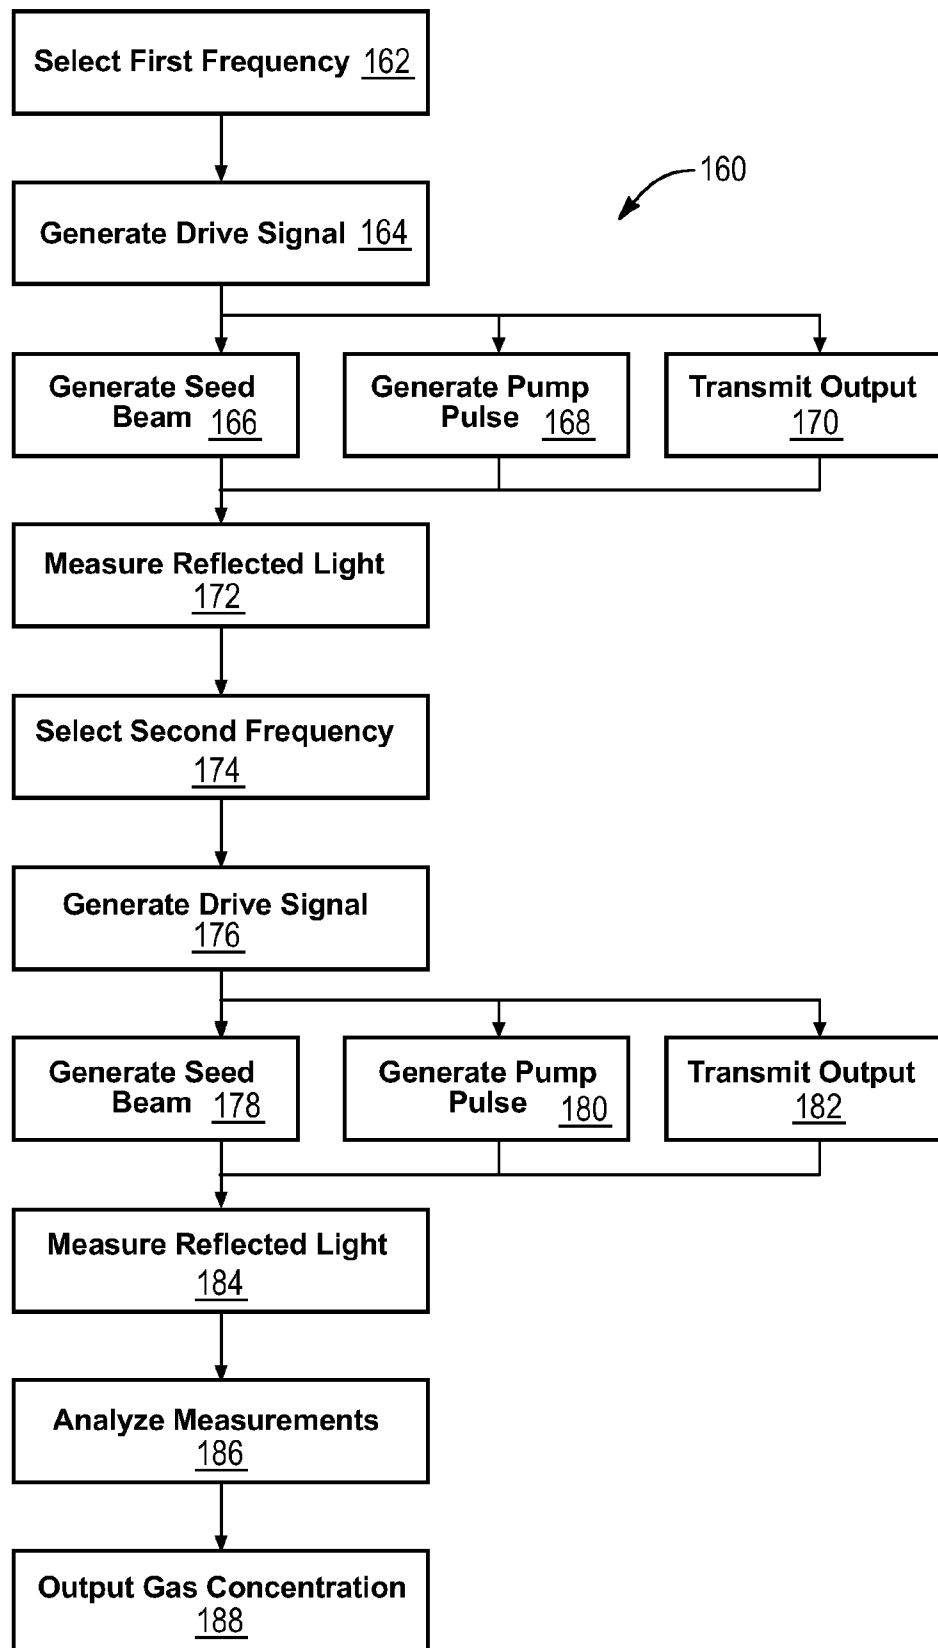 Select First Frequency 162
160
Generate Drive Signal 164
Generate Seed
Beam 166
Generate Pump
Pulse 168
Transmit Output
170
Measure Reflected Light
172
Select Second Frequency
174
Generate Drive Signal
176
Generate Seed
Beam 178
Generate Pump
Pulse 180
Transmit Output
182
Measure Reflected Light
184
Analyze Measurements
186
Output Gas Concentration
188